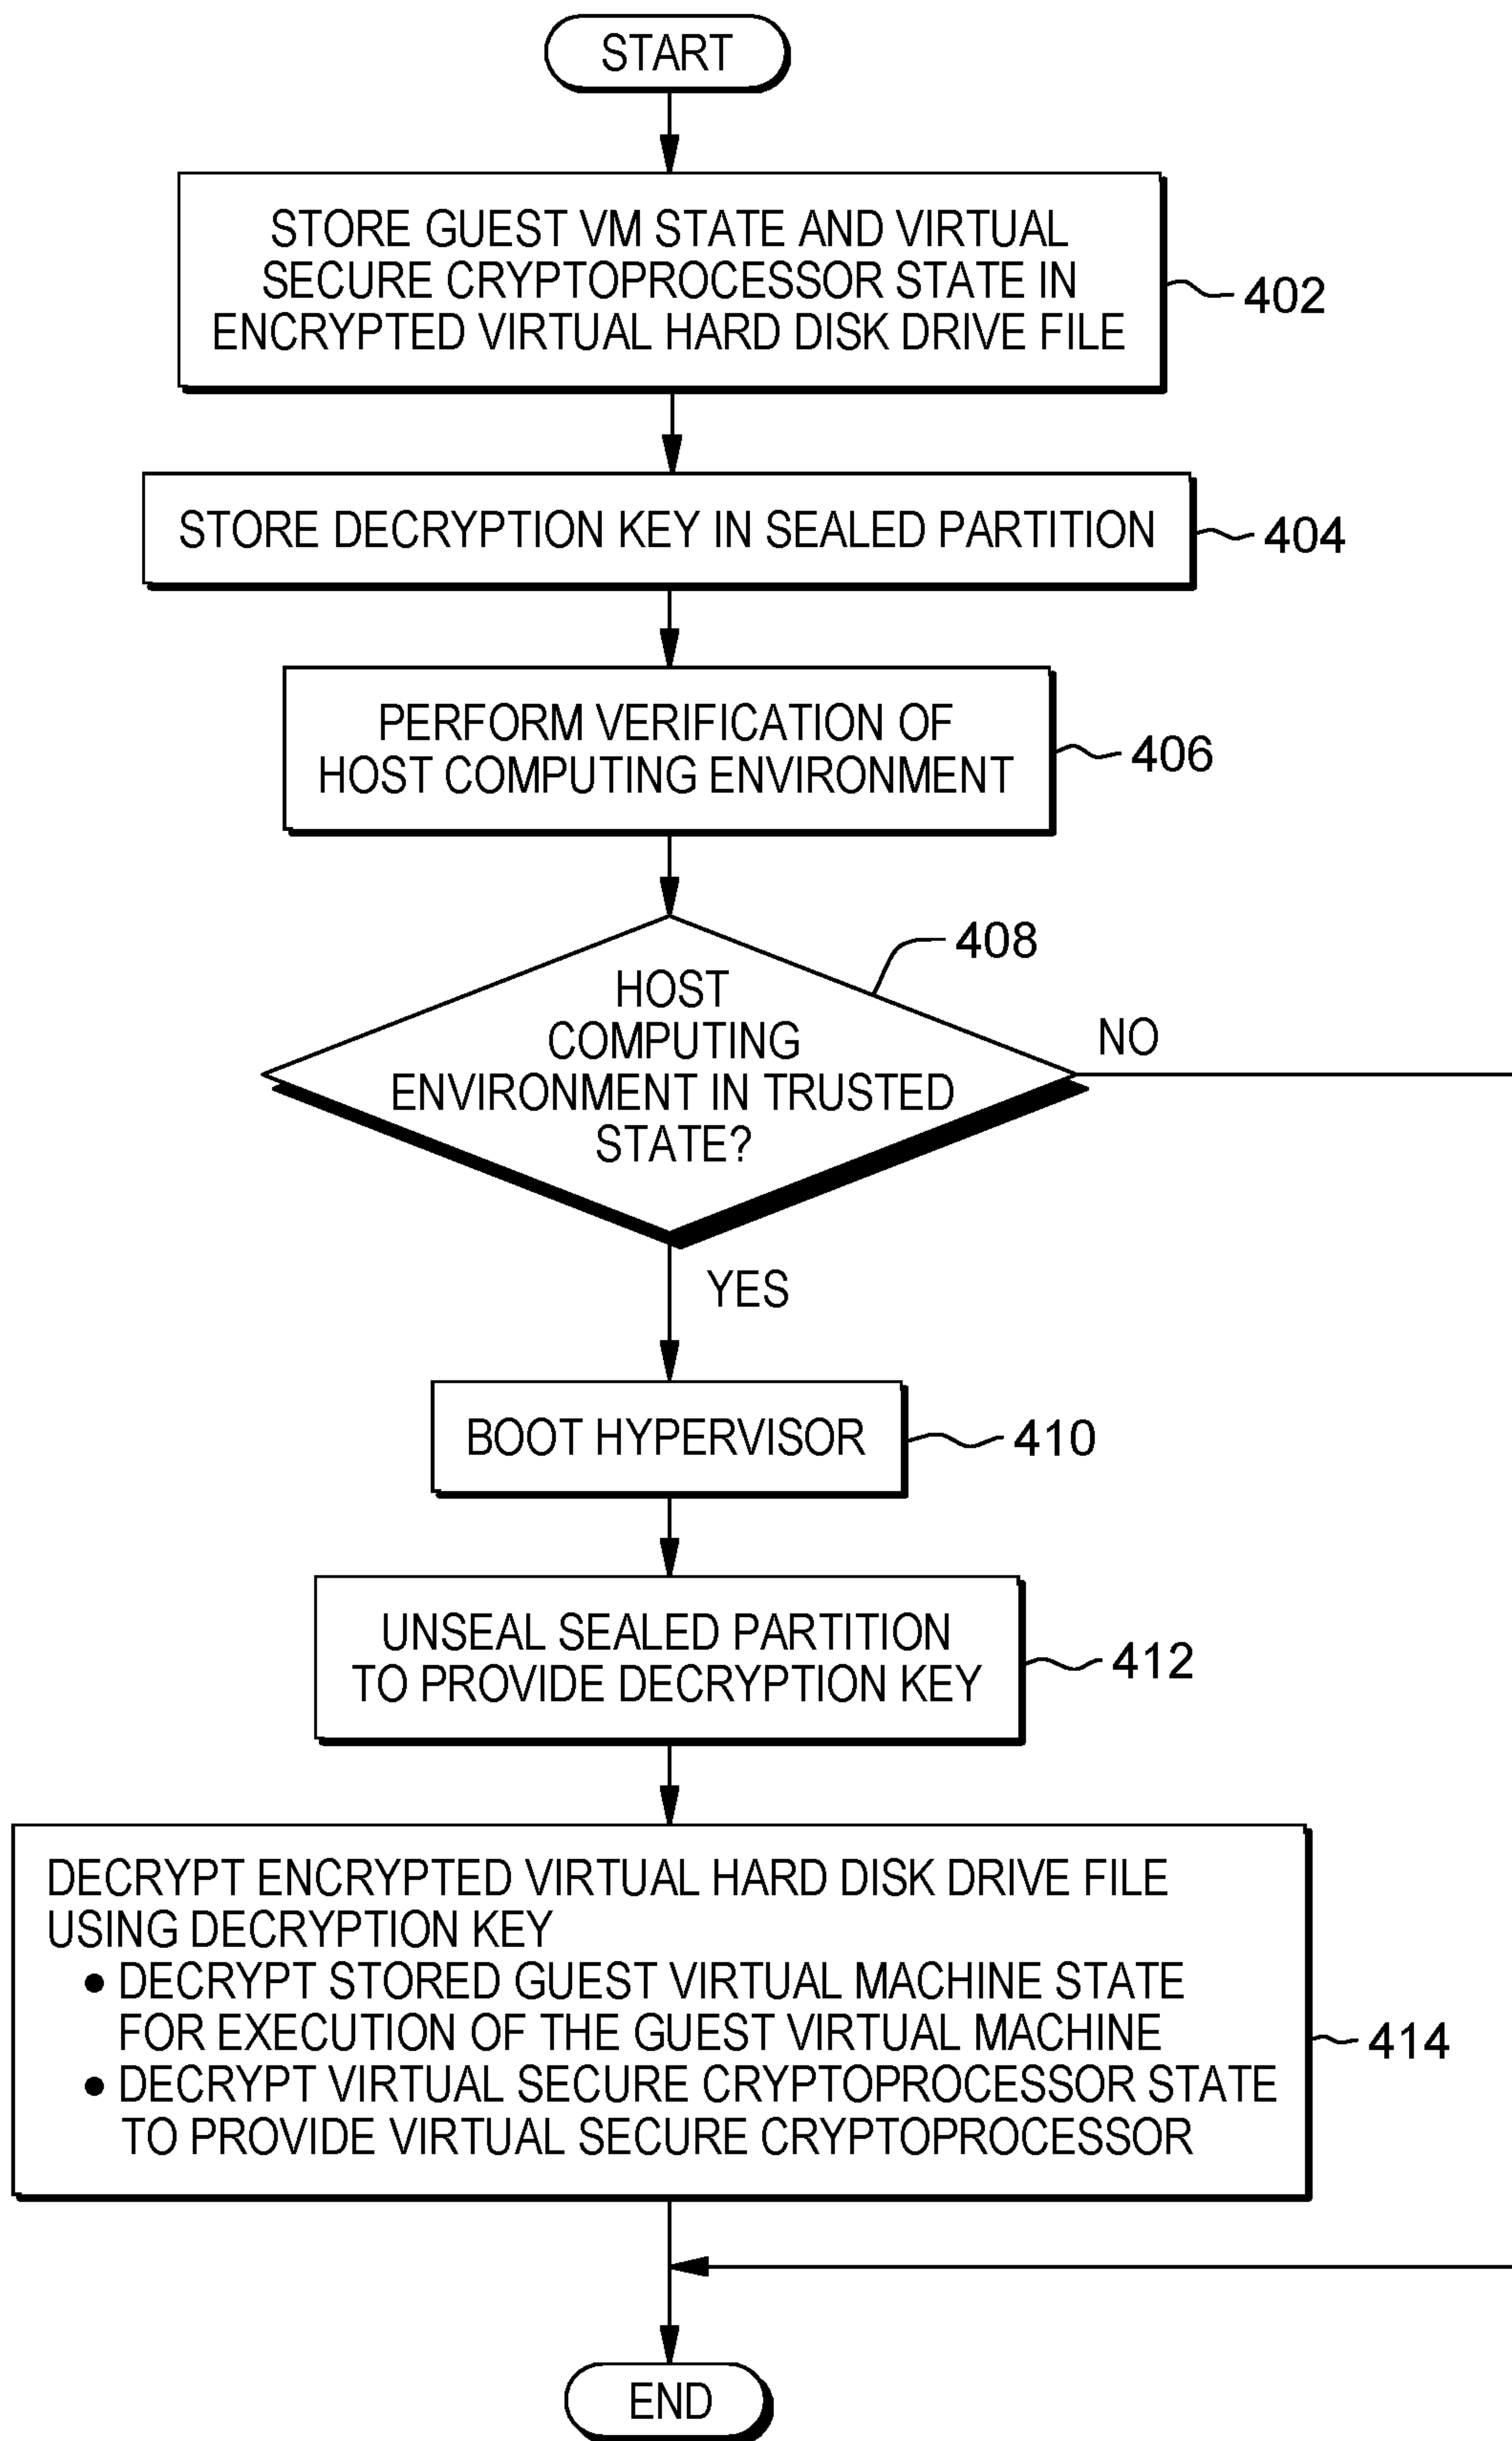 START
STORE GUEST VM STATE AND VIRTUAL
SECURE CRYPTOPROCESSOR STATE IN
ENCRYPTED VIRTUAL HARD DISK DRIVE FILE
402
STORE DECRYPTION KEY IN SEALED PARTITION
404
PERFORM VERIFICATION OF
HOST COMPUTING ENVIRONMENT
406
408
HOST
COMPUTING
ENVIRONMENT IN TRUSTED
STATE?
NO
YES
BOOT HYPERVISOR
410
UNSEAL SEALED PARTITION
TO PROVIDE DECRYPTION KEY
412
DECRYPT ENCRYPTED VIRTUAL HARD DISK DRIVE FILE
USING DECRYPTION KEY
● DECRYPT STORED GUEST VIRTUAL MACHINE STATE
FOR EXECUTION OF THE GUEST VIRTUAL MACHINE
● DECRYPT VIRTUAL SECURE CRYPTOPROCESSOR STATE
TO PROVIDE VIRTUAL SECURE CRYPTOPROCESSOR
414
END